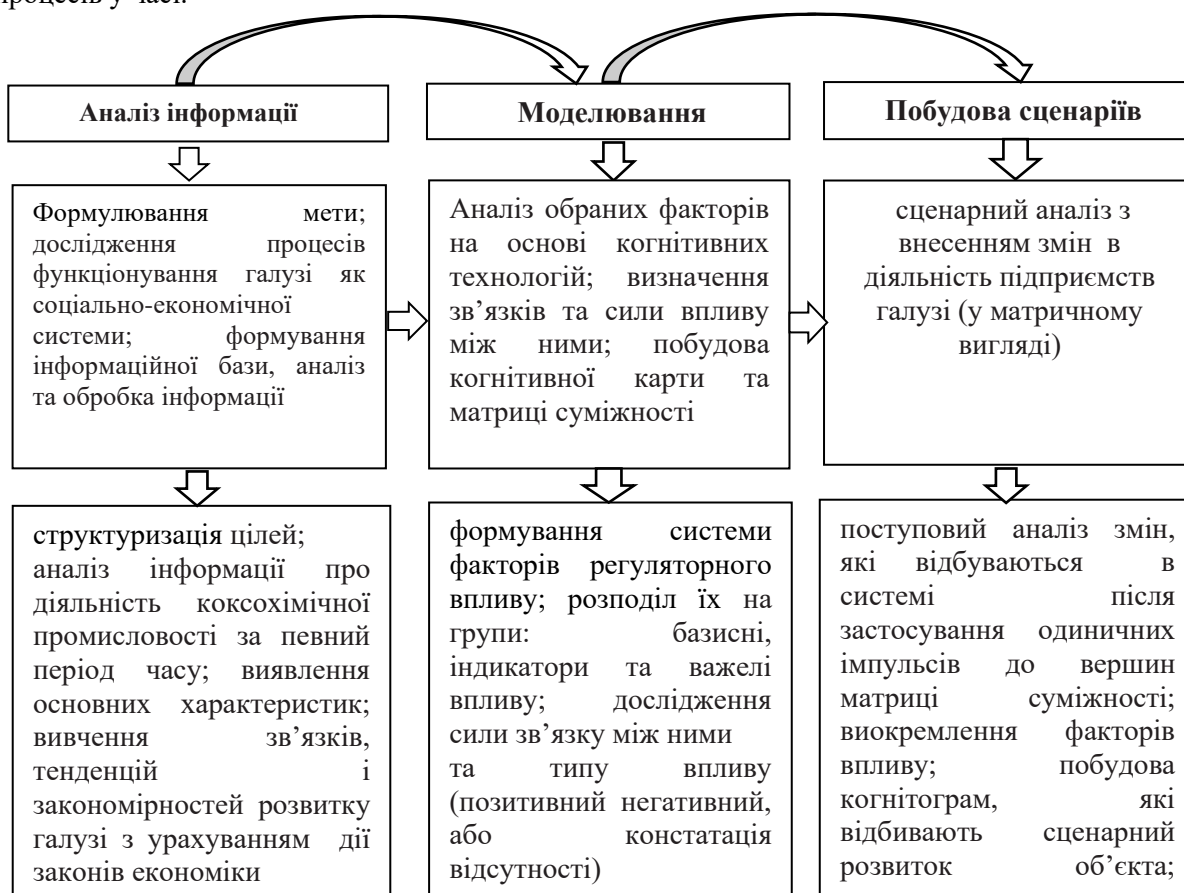 процесів у часі.
Аналіз інформації
Моделювання
Побудова сценаріїв
Формулювання мети;
дослідження процесів
функціонування галузі як
соціально-економічної
системи; формування
інформаційної бази, аналіз
та обробка інформації
Аналіз обраних факторів
на основі когнітивних
технологій; визначення
зв’язків та сили впливу
між ними; побудова
когнітивної карти та
матриці суміжності
сценарний аналіз з
внесенням змін в
діяльність підприємств
галузі (у матричному
вигляді)
структуризація цілей;
аналіз інформації про
діяльність коксохімічної
промисловості за певний
період часу; виявлення
основних характеристик;
вивчення зв’язків,
тенденцій і
закономірностей розвитку
галузі з урахуванням дії
законів економіки
формування системи
факторів регуляторного
впливу; розподіл їх на
групи: базисні,
індикатори та важелі
впливу; дослідження
сили зв’язку між ними
та типу впливу
(позитивний негативний,
або констатація
відсутності)
поступовий аналіз змін,
які відбуваються в
системі після
застосування одиничних
імпульсів до вершин
матриці суміжності;
виокремлення факторів
впливу; побудова
когнітограм, які
відбивають сценарний
розвиток об’єкта;